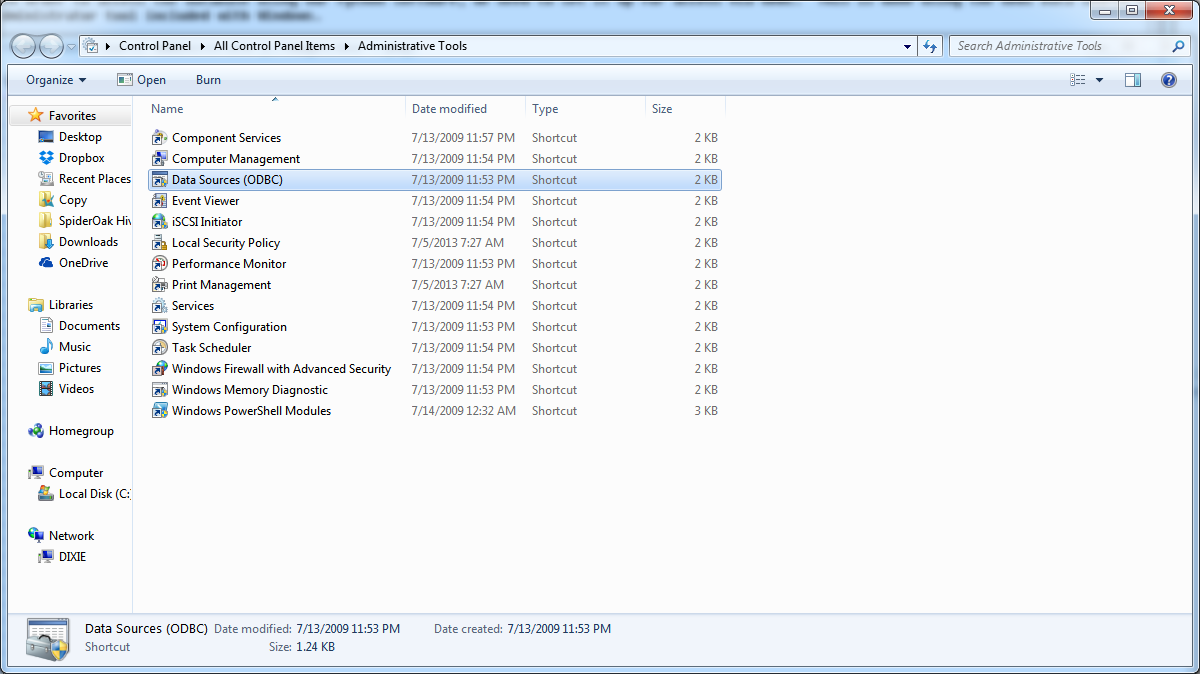 ministrator tool included with Windows.
Control Panel All Control Panel Items Administrative Tools Search Administrative Tools
Organize Open Burn
Name Date modified Type Size
Favorites
Desktop
Dropbox
Recent Places
Copy
SpiderOak Hiv
Downloads
OneDrive
Libraries
Documents
Music
Pictures
Videos
Homegroup
Computer
Local Disk (C:)
Network
DIXIE
Component Services 7/13/2009 11:57 PM Shortcut 2 KB
Computer Management 7/13/2009 11:54 PM Shortcut 2 KB
Data Sources (ODBC) 7/13/2009 11:53 PM Shortcut 2 KB
Event Viewer 7/13/2009 11:54 PM Shortcut 2 KB
iSCSI Initiator 7/13/2009 11:54 PM Shortcut 2 KB
Local Security Policy 7/5/2013 7:27 AM Shortcut 2 KB
Performance Monitor 7/13/2009 11:53 PM Shortcut 2 KB
Print Management 7/5/2013 7:27 AM Shortcut 2 KB
Services 7/13/2009 11:54 PM Shortcut 2 KB
System Configuration 7/13/2009 11:53 PM Shortcut 2 KB
Task Scheduler 7/13/2009 11:54 PM Shortcut 2 KB
Windows Firewall with Advanced Security 7/13/2009 11:54 PM Shortcut 2 KB
Windows Memory Diagnostic 7/13/2009 11:53 PM Shortcut 2 KB
Windows PowerShell Modules 7/14/2009 12:32 AM Shortcut 3 KB
Data Sources (ODBC) Date modified: 7/13/2009 11:53 PM Date created: 7/13/2009 11:53 PM
Shortcut Size: 1.24 KB